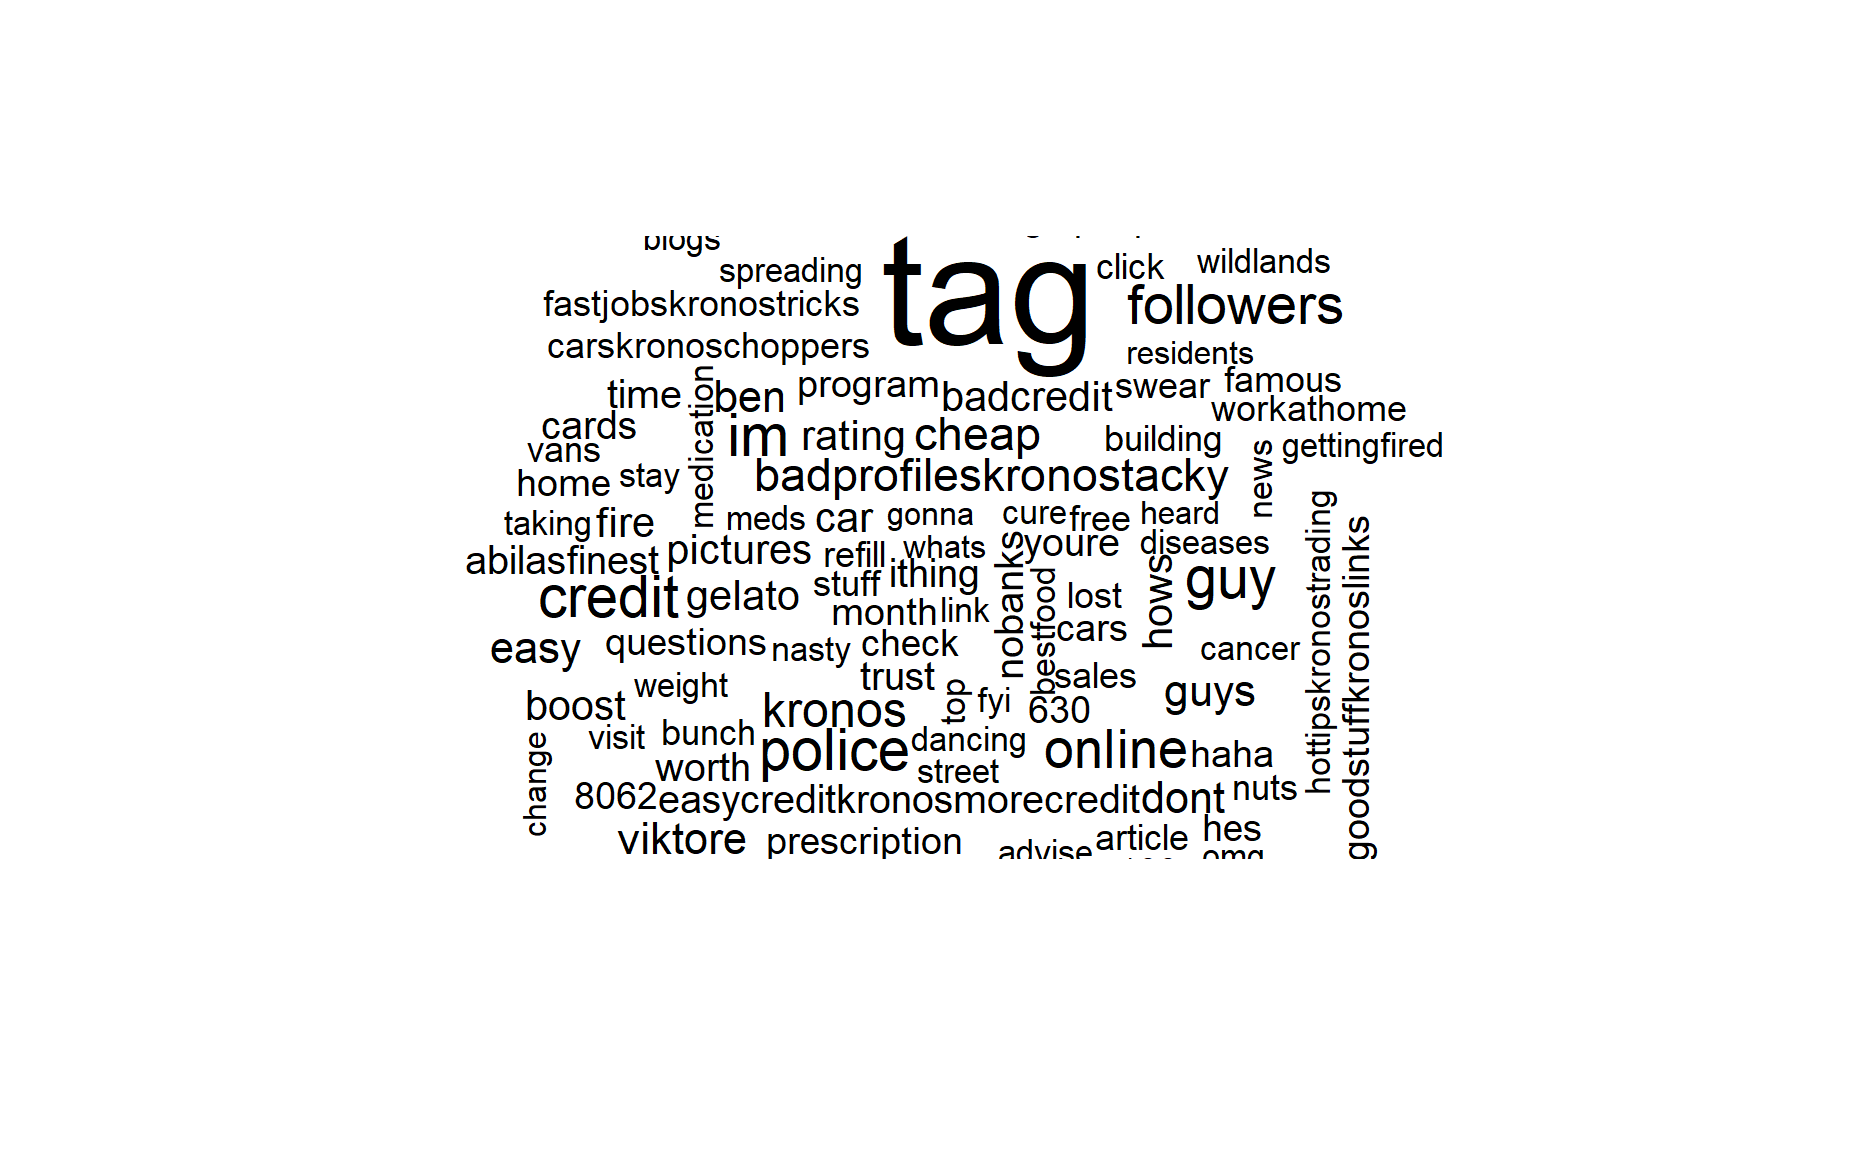 blogs
spreading
tag
click
wildlands
fastjobskronostricks
followers
carskronoschoppers
residents
time
medication
ben
program
badcredit
swear
famous
workathome
cards
im
rating
cheap
building
news
gettingfired
vans
home
stay
badprofileskronostacky
taking
fire
meds
car
gonna
cure
free
heard
hottipskronostrading
goodstuffkronoslinks
abilasfinest
pictures
refill
whats
nobanks
youre
diseases
credit
gelato
stuff
ithing
bestfood
lost
hows
guy
month
link
cars
easy
questions
nasty
check
cancer
weight
trust
top
fyi
sales
guys
boost
kronos
630
change
visit
bunch
police
dancing
online
haha
worth
street
8062
easycreditkronosmorecredit
dont
nuts
viktore
prescription
advise
article
hes
omg